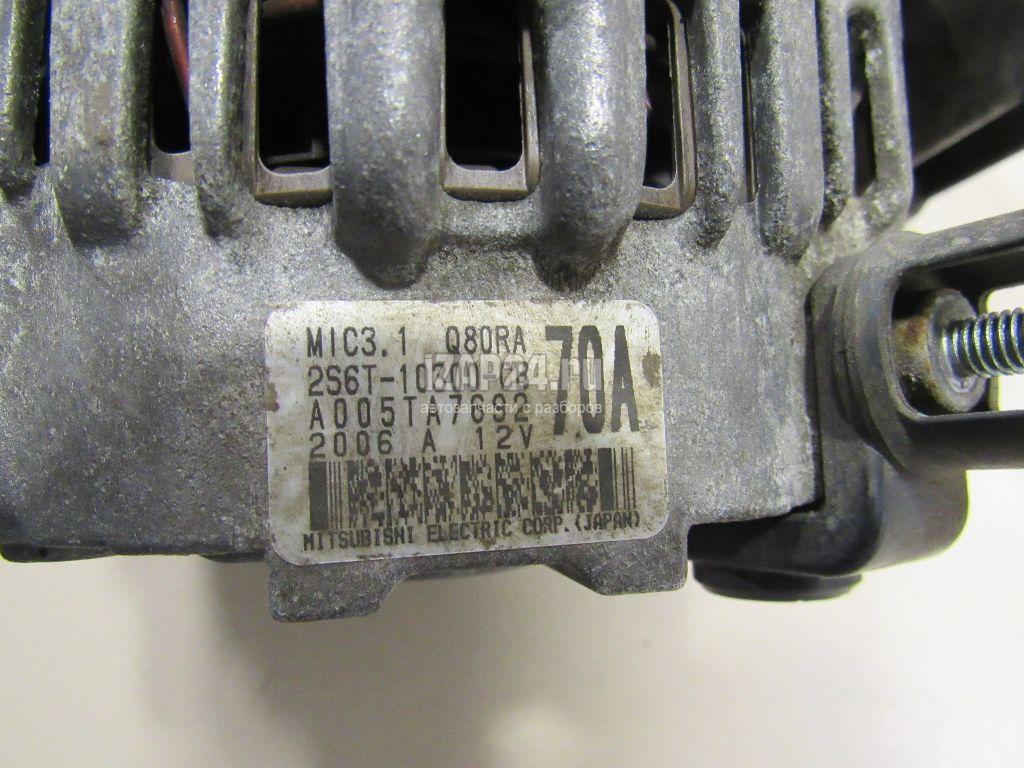 MIC3.1 Q80RA 70A
2S6T-10300-CB
A005TA7692
2006 A 12V
MITSUBISHI ELECTRIC CORP.(JAPAN)
автозапчасти с разборов